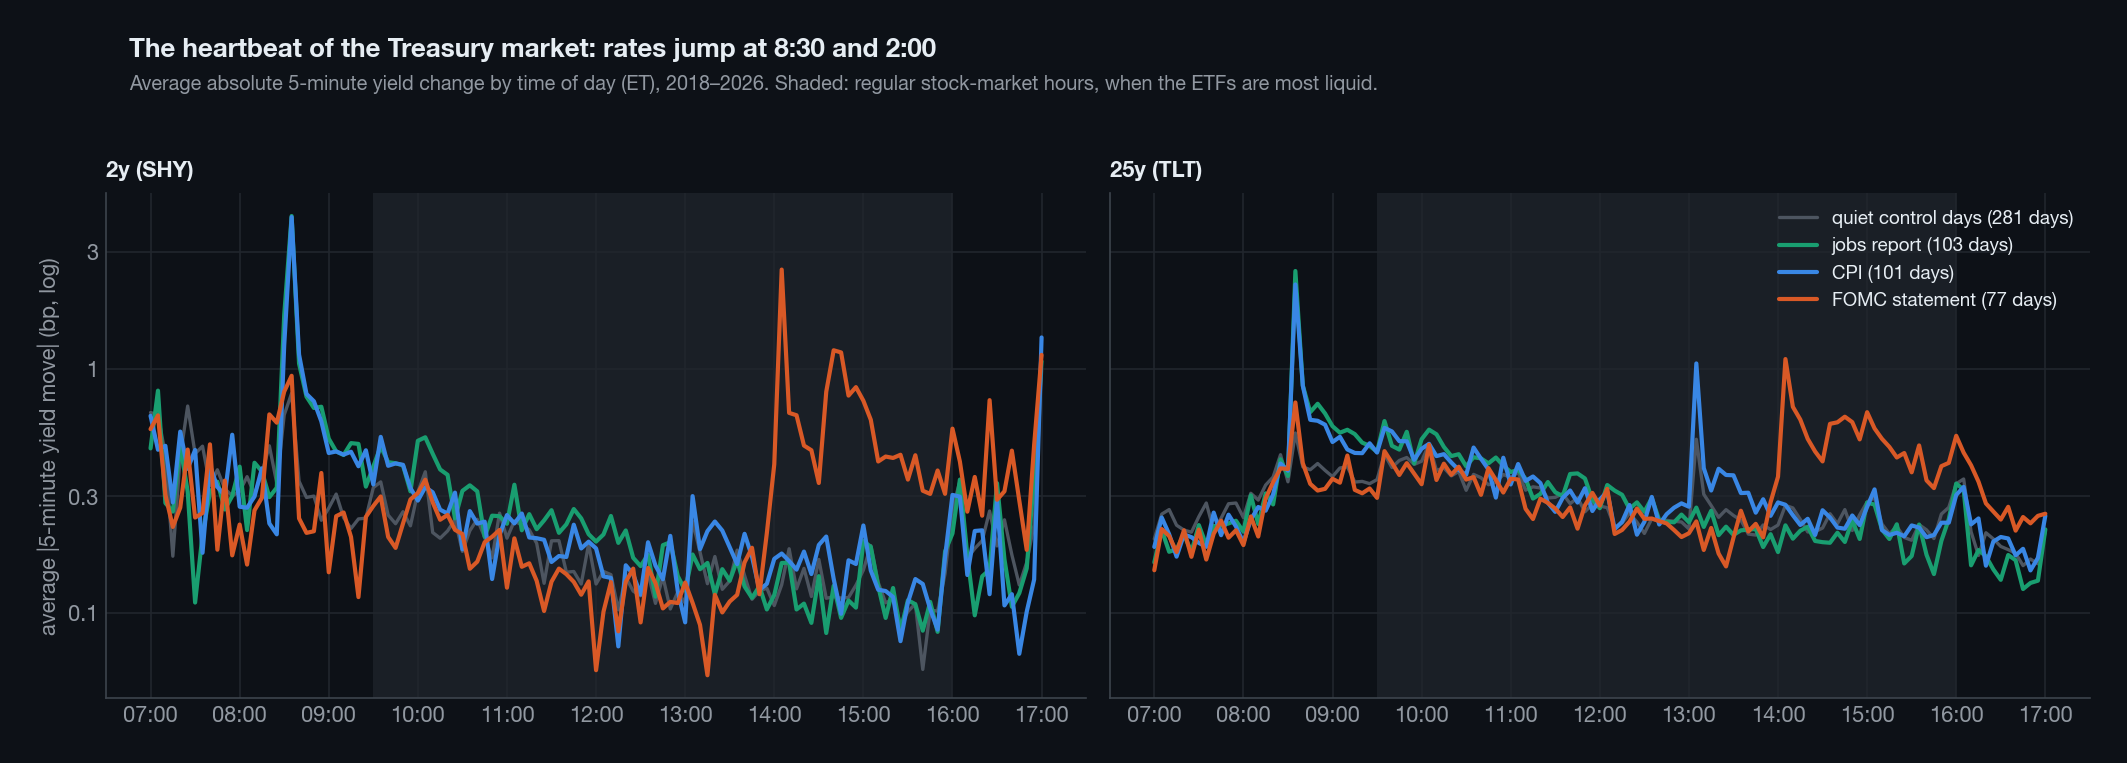 The heartbeat of the Treasury market: rates jump at 8:30 and 2:00
Average absolute 5-minute yield change by time of day (ET), 2018–2026. Shaded: regular stock-market hours, when the ETFs are most liquid.
2y (SHY)
25y (TLT)
average |5-minute yield move| (bp, log)
3
1
0.3
0.1
quiet control days (281 days)
jobs report (103 days)
CPI (101 days)
FOMC statement (77 days)
07:00 08:00 09:00 10:00 11:00 12:00 13:00 14:00 15:00 16:00 17:00
07:00 08:00 09:00 10:00 11:00 12:00 13:00 14:00 15:00 16:00 17:00